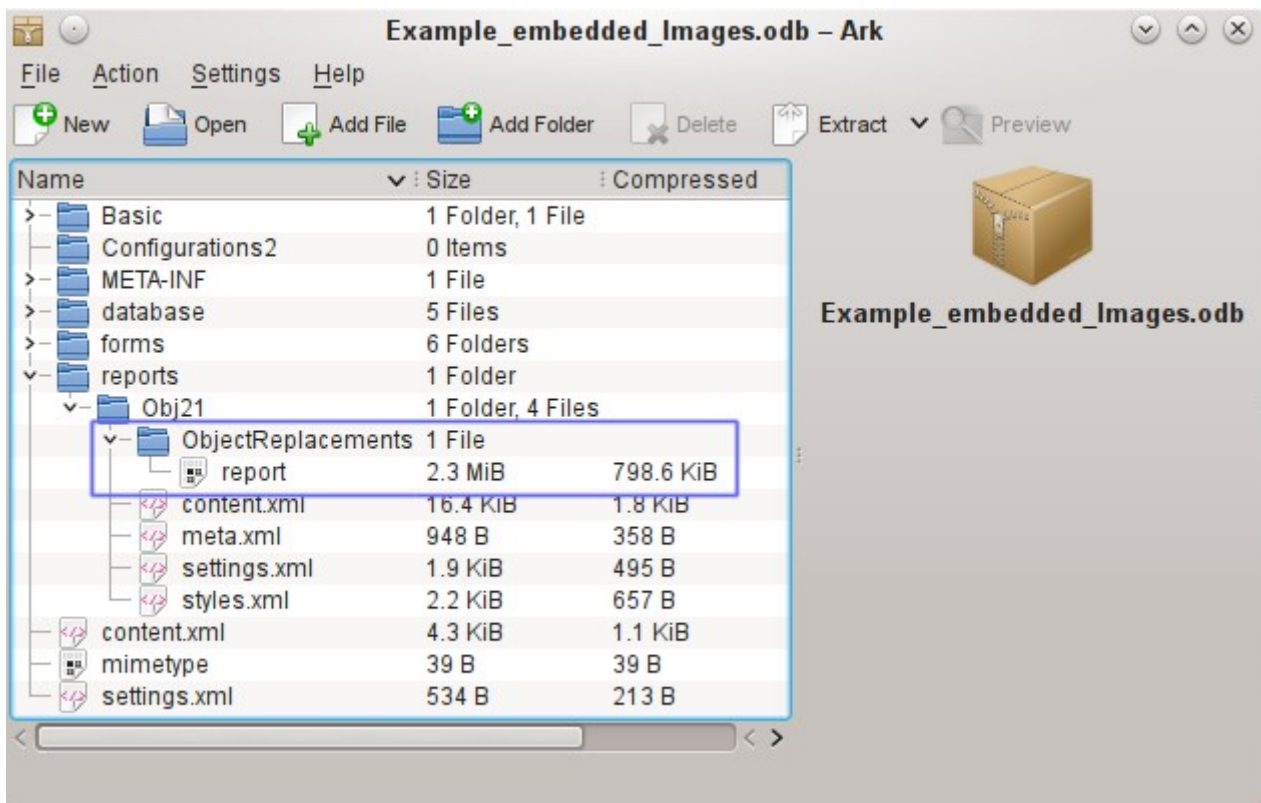 Example_embedded_Images.odb – Ark
File Action Settings Help
New Open Add File Add Folder Delete Extract Preview
Name Size Compressed
Basic 1 Folder, 1 File
Configurations2 0 Items
META-INF 1 File
database 5 Files
forms 6 Folders
reports 1 Folder
Obj21 1 Folder, 4 Files
ObjectReplacements 1 File
report 2.3 MiB 798.6 KiB
content.xml 16.4 KiB 1.8 KiB
meta.xml 948 B 358 B
settings.xml 1.9 KiB 495 B
styles.xml 2.2 KiB 657 B
content.xml 4.3 KiB 1.1 KiB
mimetype 39 B 39 B
settings.xml 534 B 213 B
Example_embedded_Images.odb